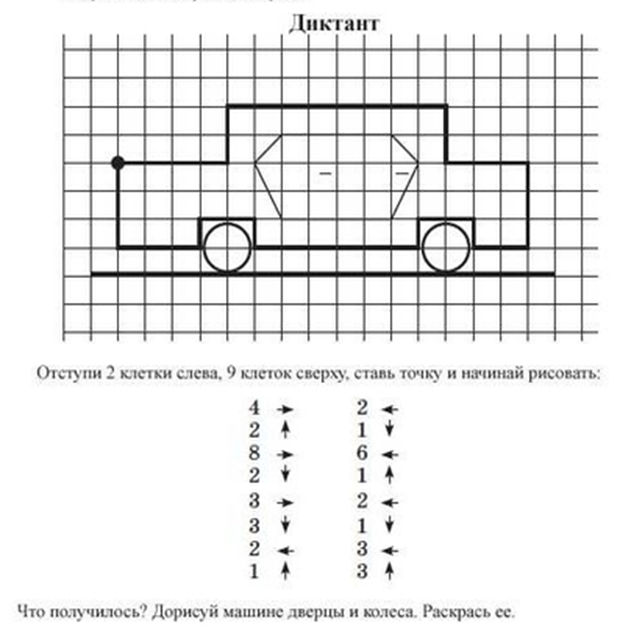 Диктант
Отступи 2 клетки слева, 9 клеток сверху, ставь точку и начинай рисовать:
4 → 2 ←
2 ↑ 1 ↓
8 → 6 ←
2 ↓ 1 ↑
3 → 2 ←
3 ↓ 1 ↓
2 ← 3 ←
1 ↑ 3 ↑
Что получилось? Дорисуй машине дверцы и колеса. Раскрась ее.